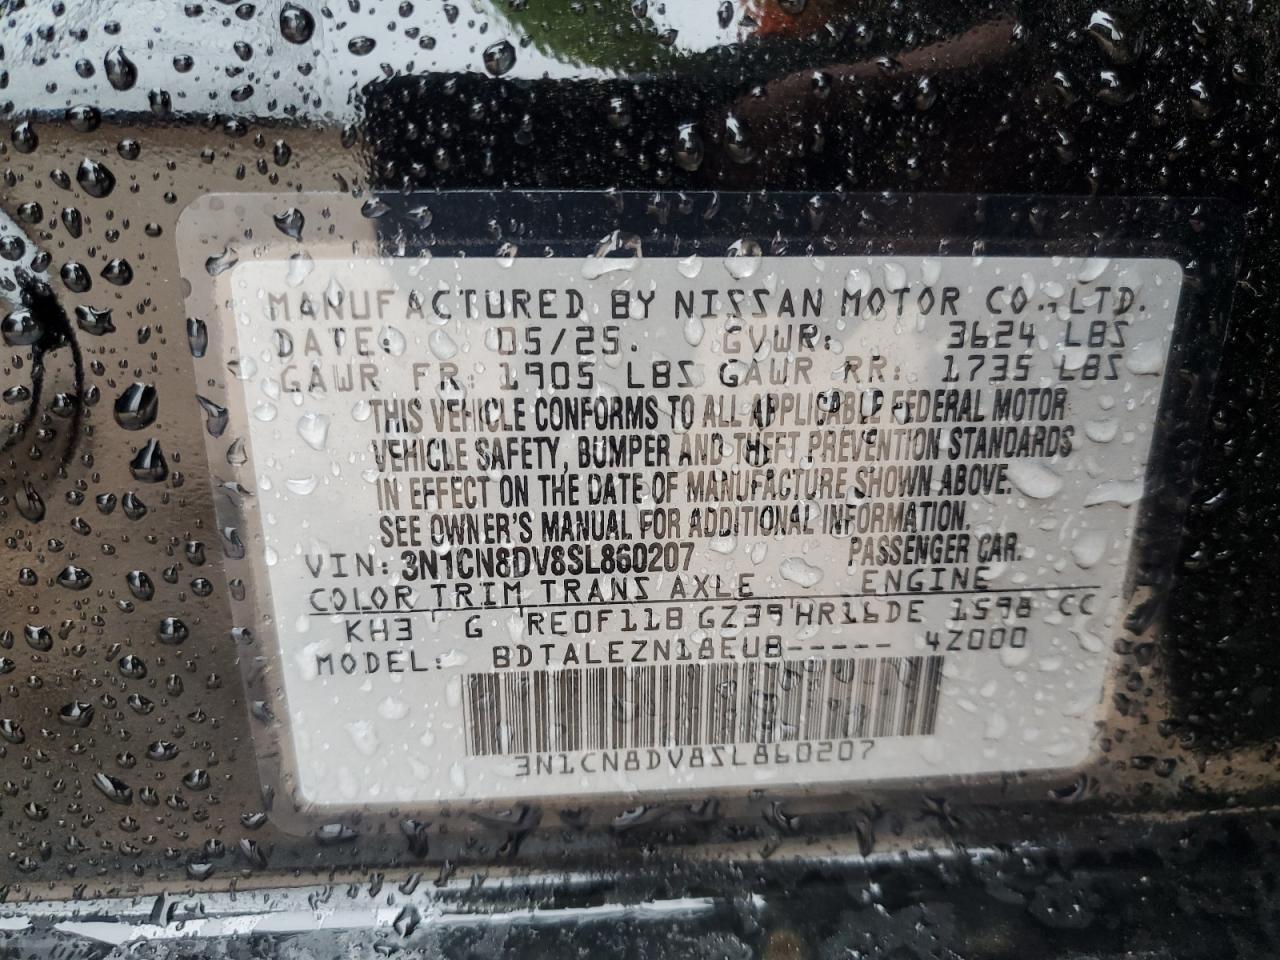 MANUFACTURED BY NISSAN MOTOR CO., LTD.
DATE: 05/25. GVWR: 3624 LBS
GAWR FR: 1905 LBS GAWR RR: 1735 LBS
THIS VEHICLE CONFORMS TO ALL APPLICABLE FEDERAL MOTOR
VEHICLE SAFETY, BUMPER AND THEFT PREVENTION STANDARDS
IN EFFECT ON THE DATE OF MANUFACTURE SHOWN ABOVE.
SEE OWNER'S MANUAL FOR ADDITIONAL INFORMATION.
VIN: 3N1CN8DV8SL860207 PASSENGER CAR.
COLOR TRIM TRANS AXLE ENGINE
KH3 G RE0F11B GZ39 HR16DE 1598 CC
MODEL: BDTALEZN18EUB----- 4Z000
3N1CN8DV8SL860207